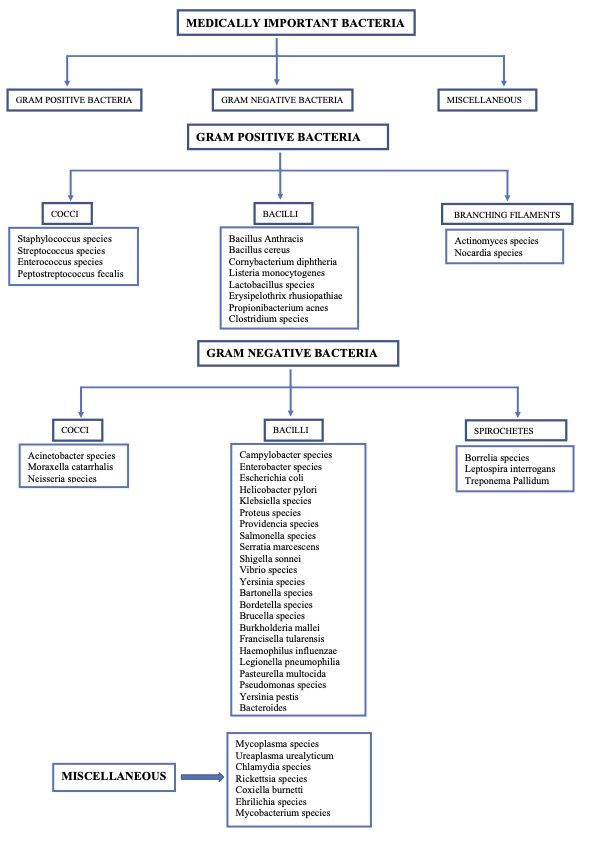 MEDICALLY IMPORTANT BACTERIA
GRAM POSITIVE BACTERIA
GRAM NEGATIVE BACTERIA
MISCELLANEOUS
GRAM POSITIVE BACTERIA
COCCI
Staphylococcus species
Streptococcus species
Enterococcus species
Peptostreptococcus fecalis
BACILLI
Bacillus Anthracis
Bacillus cereus
Cornybacterium diphtheria
Listeria monocytogenes
Lactobacillus species
Erysipelothrix rhusiopathiae
Propionibacterium acnes
Clostridium species
BRANCHING FILAMENTS
Actinomyces species
Nocardia species
GRAM NEGATIVE BACTERIA
COCCI
Acinetobacter species
Moraxella catarrhalis
Neisseria species
BACILLI
Campylobacter species
Enterobacter species
Escherichia coli
Helicobacter pylori
Klebsiella species
Proteus species
Providencia species
Salmonella species
Serratia marcescens
Shigella sonnei
Vibrio species
Yersinia species
Bartonella species
Bordetella species
Brucella species
Burkholderia mallei
Francisella tularensis
Haemophilus influenzae
Legionella pneumophilia
Pasteurella multocida
Pseudomonas species
Yersinia pestis
Bacteroides
SPIROCHETES
Borrelia species
Leptospira interrogans
Treponema Pallidum
MISCELLANEOUS
Mycoplasma species
Ureaplasma urealyticum
Chlamydia species
Rickettsia species
Coxiella burnetti
Ehrilichia species
Mycobacterium species